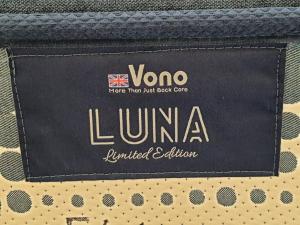 Vono
More Than Just Back Care
LUNA
Limited Edition